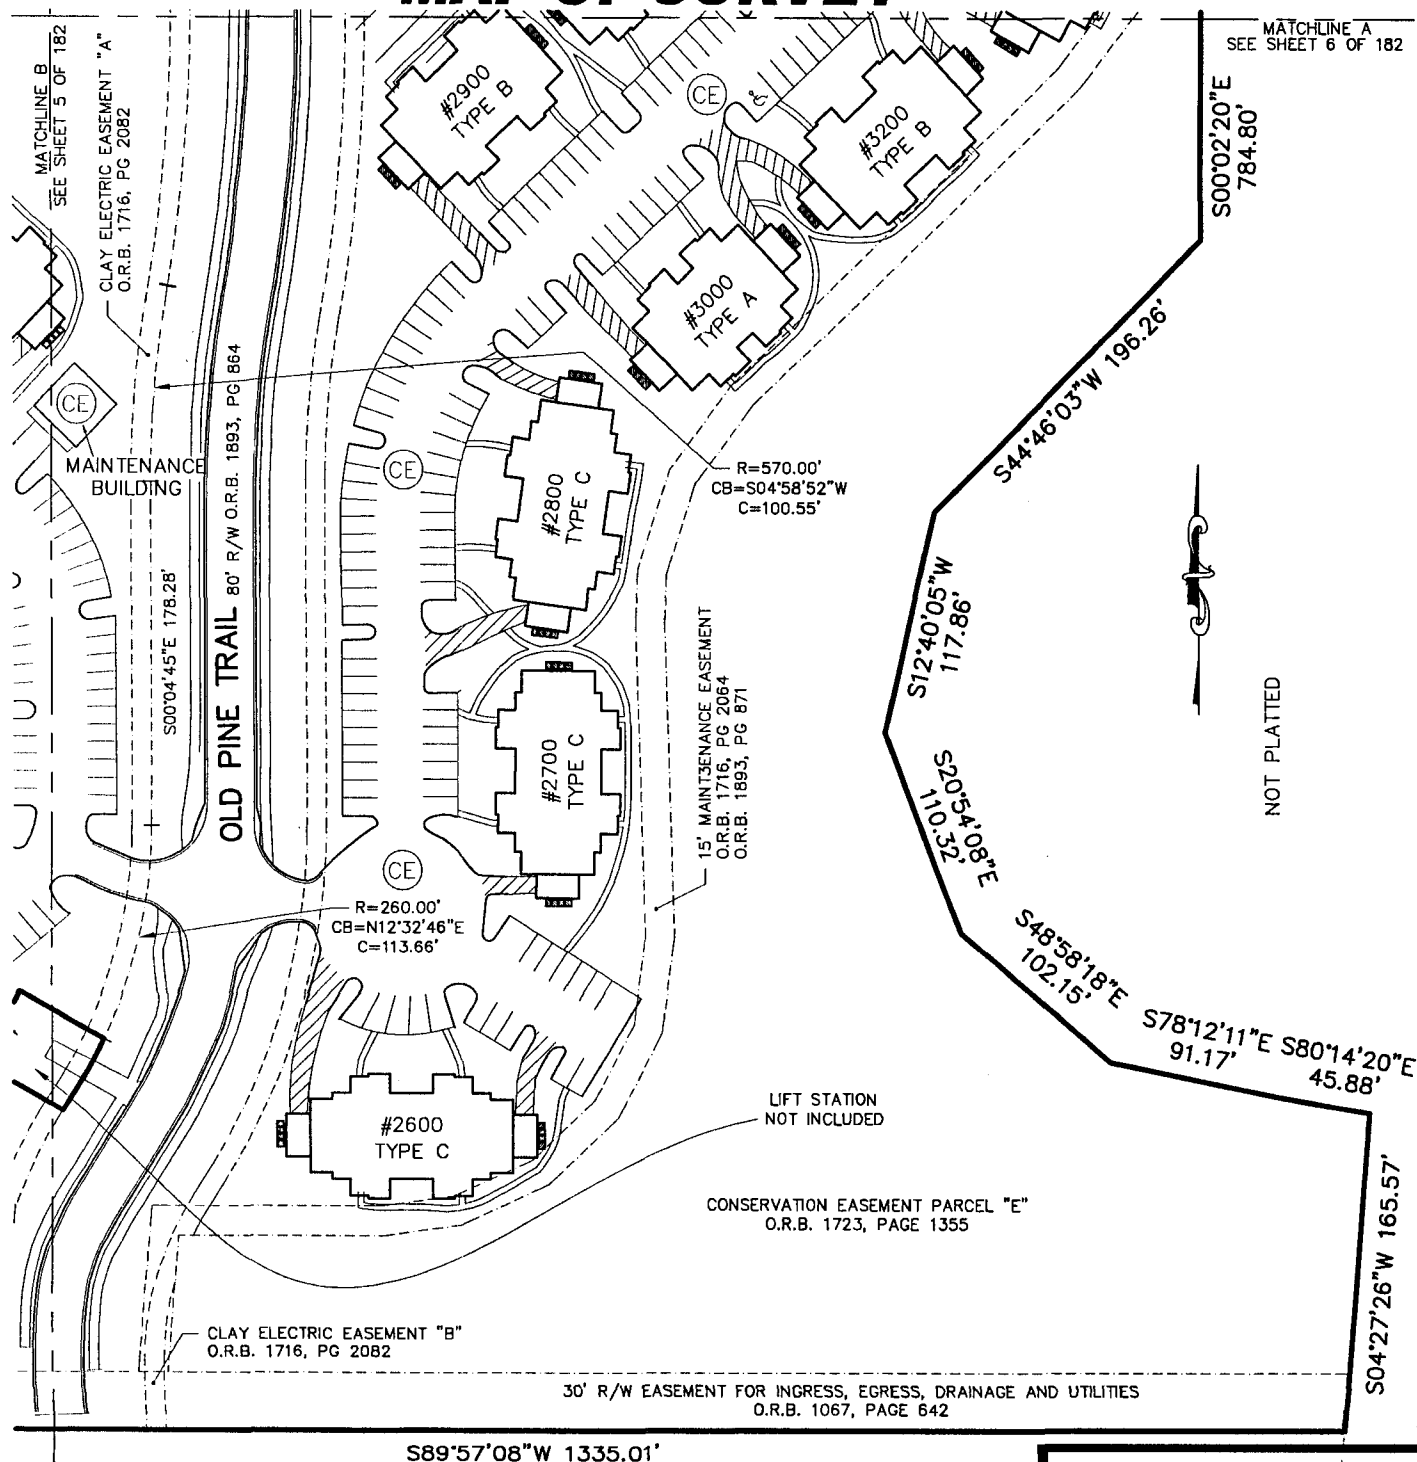 MAP OF SURVEY
MATCHLINE B
SEE SHEET 5 OF 182
CLAY ELECTRIC EASEMENT "A"
O.R.B. 1716, PG 2082
MATCHLINE A
SEE SHEET 6 OF 182
S00°02'20"E
784.80'
#2900
TYPE B
CE
#3200
TYPE B
#3000
TYPE A
S44°46'03"W 196.26'
CE
MAINTENANCE
BUILDING
OLD PINE TRAIL
80' R/W O.R.B. 1893, PG 864
S00°04'45"E 178.28'
CE
#2800
TYPE C
R=570.00'
CB=S04°58'52"W
C=100.55'
S12°40'05"W
117.86'
15' MAINT3ENANCE EASEMENT
O.R.B. 1716, PG 2064
O.R.B. 1893, PG 871
#2700
TYPE C
NOT PLATTED
S20°54'08"E
110.32'
CE
R=260.00'
CB=N12°32'46"E
C=113.66'
S48°58'18"E
102.15'
S78°12'11"E
91.17'
S80°14'20"E
45.88'
LIFT STATION
NOT INCLUDED
#2600
TYPE C
CONSERVATION EASEMENT PARCEL "E"
O.R.B. 1723, PAGE 1355
S04°27'26"W 165.57'
CLAY ELECTRIC EASEMENT "B"
O.R.B. 1716, PG 2082
30' R/W EASEMENT FOR INGRESS, EGRESS, DRAINAGE AND UTILITIES
O.R.B. 1067, PAGE 642
S89°57'08"W 1335.01'